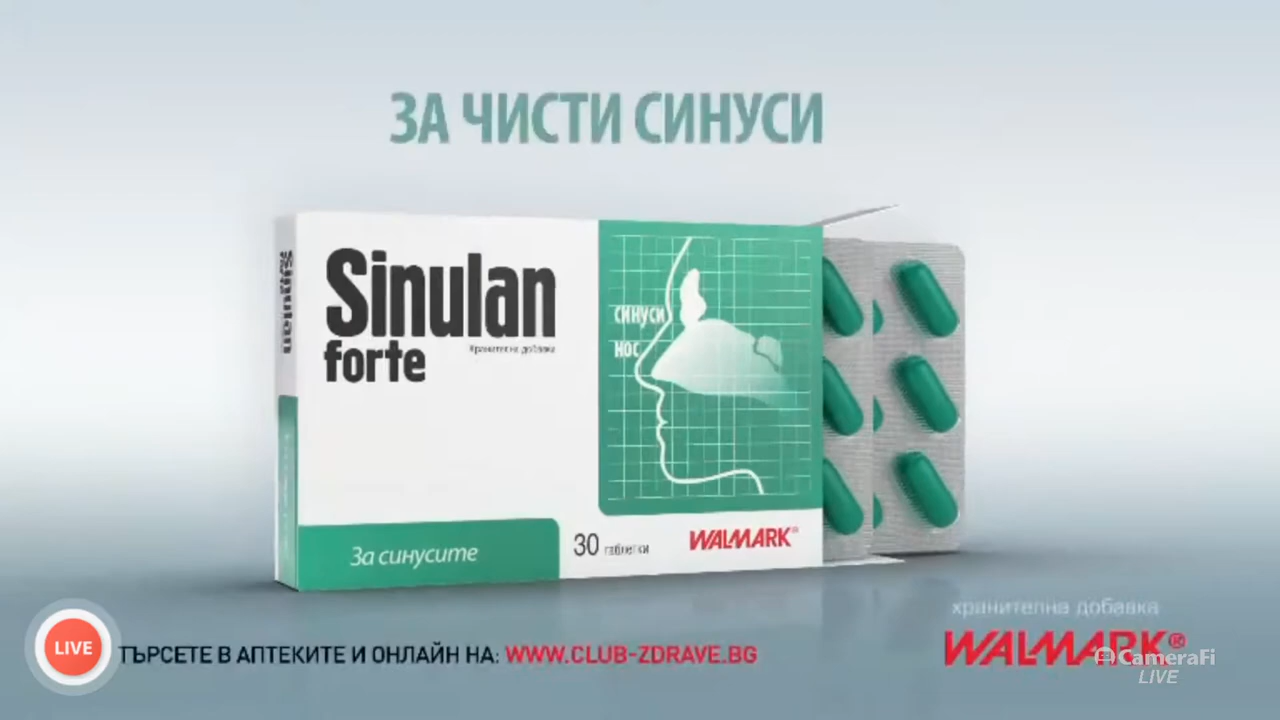 ЗА ЧИСТИ СИНУСИ
Sinulan
Sinulan
forte
Хранителна добавка
СИНУСИ
НОС
За синусите
30 таблетки
WALMARK®
хранителна добавка
WALMARK®
CameraFi
LIVE
LIVE
ТЪРСЕТЕ В АПТЕКИТЕ И ОНЛАЙН НА: WWW.CLUB-ZDRAVE.BG